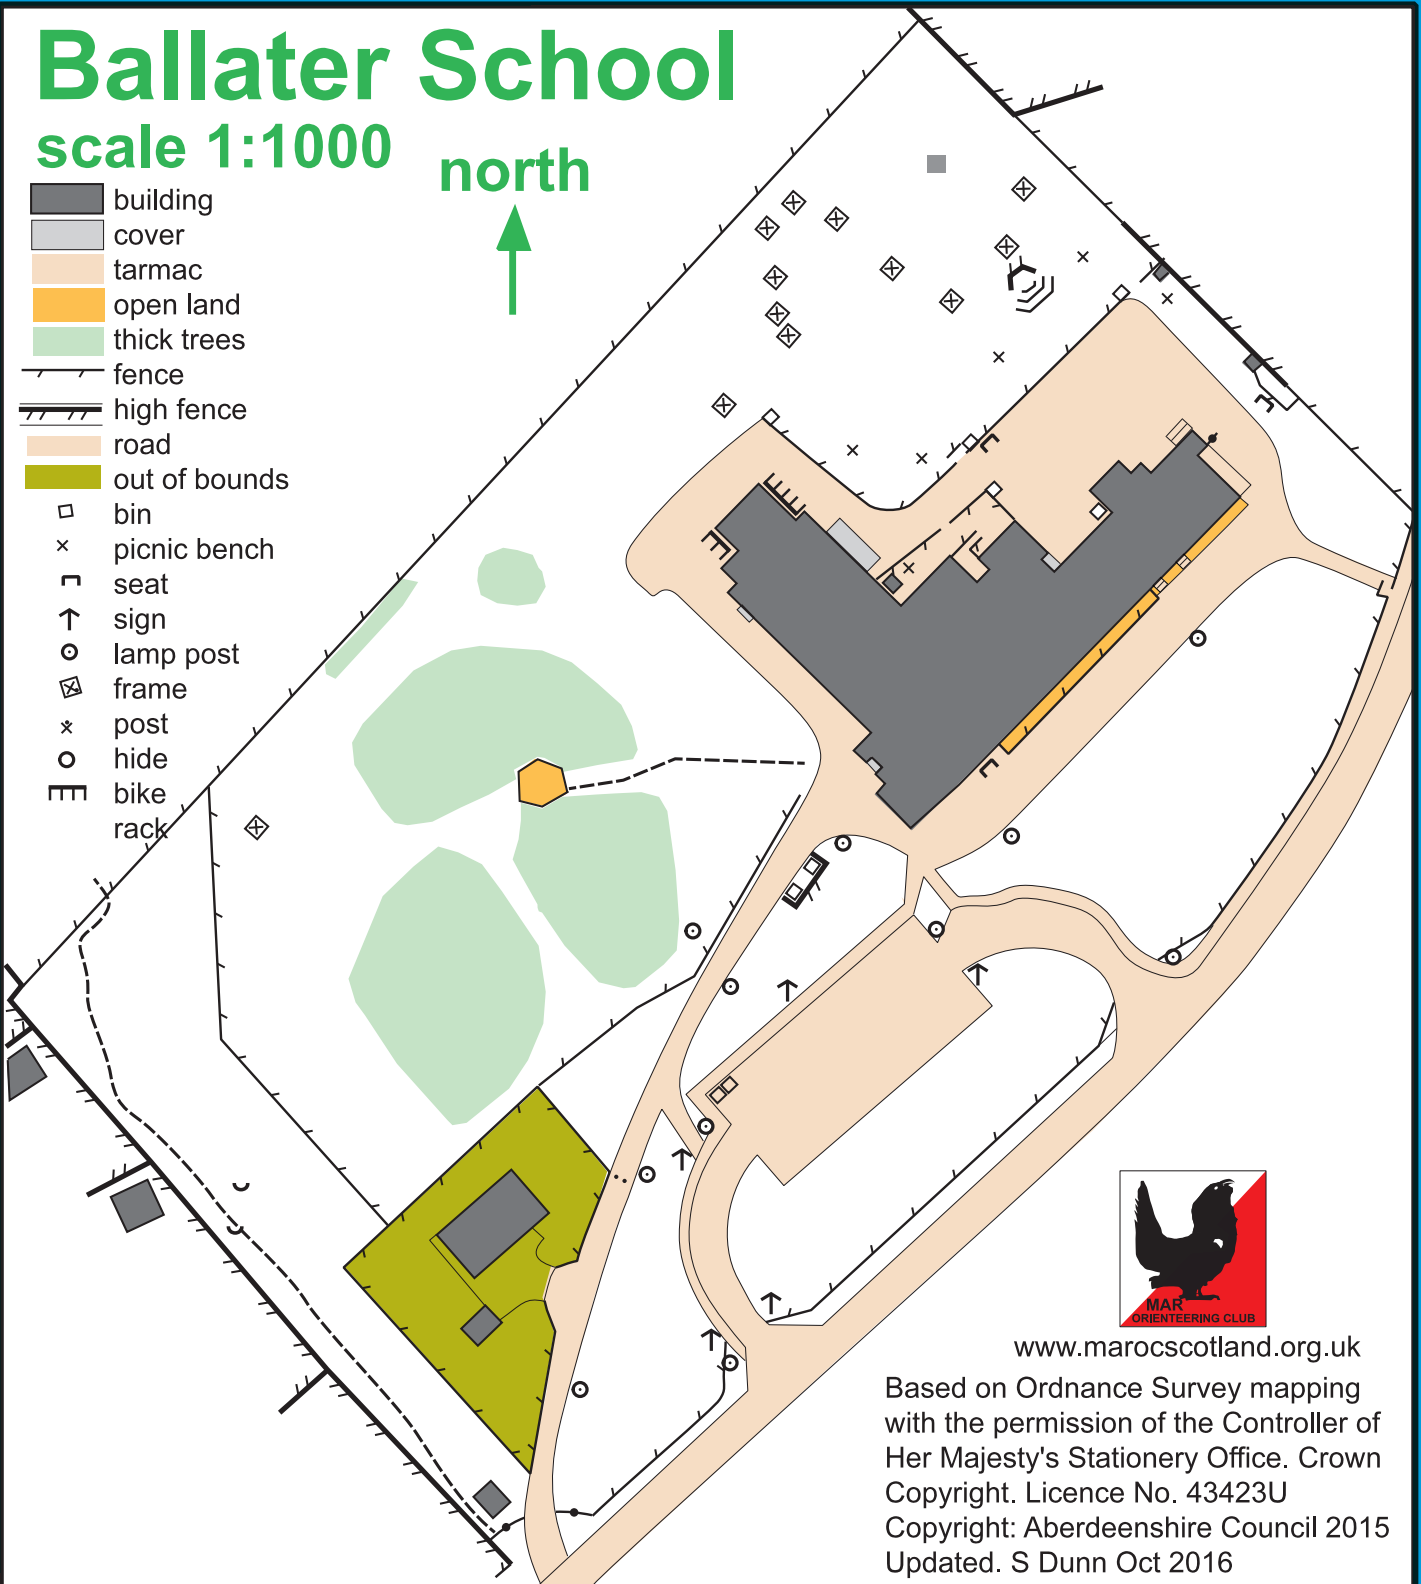 Ballater School
scale 1:1000
north
building
cover
tarmac
open land
thick trees
fence
high fence
road
out of bounds
bin
picnic bench
seat
sign
lamp post
frame
post
hide
bike
rack
MAR
ORIENTEERING CLUB
www.marocscotland.org.uk
Based on Ordnance Survey mapping
with the permission of the Controller of
Her Majesty's Stationery Office. Crown
Copyright. Licence No. 43423U
Copyright: Aberdeenshire Council 2015
Updated. S Dunn Oct 2016